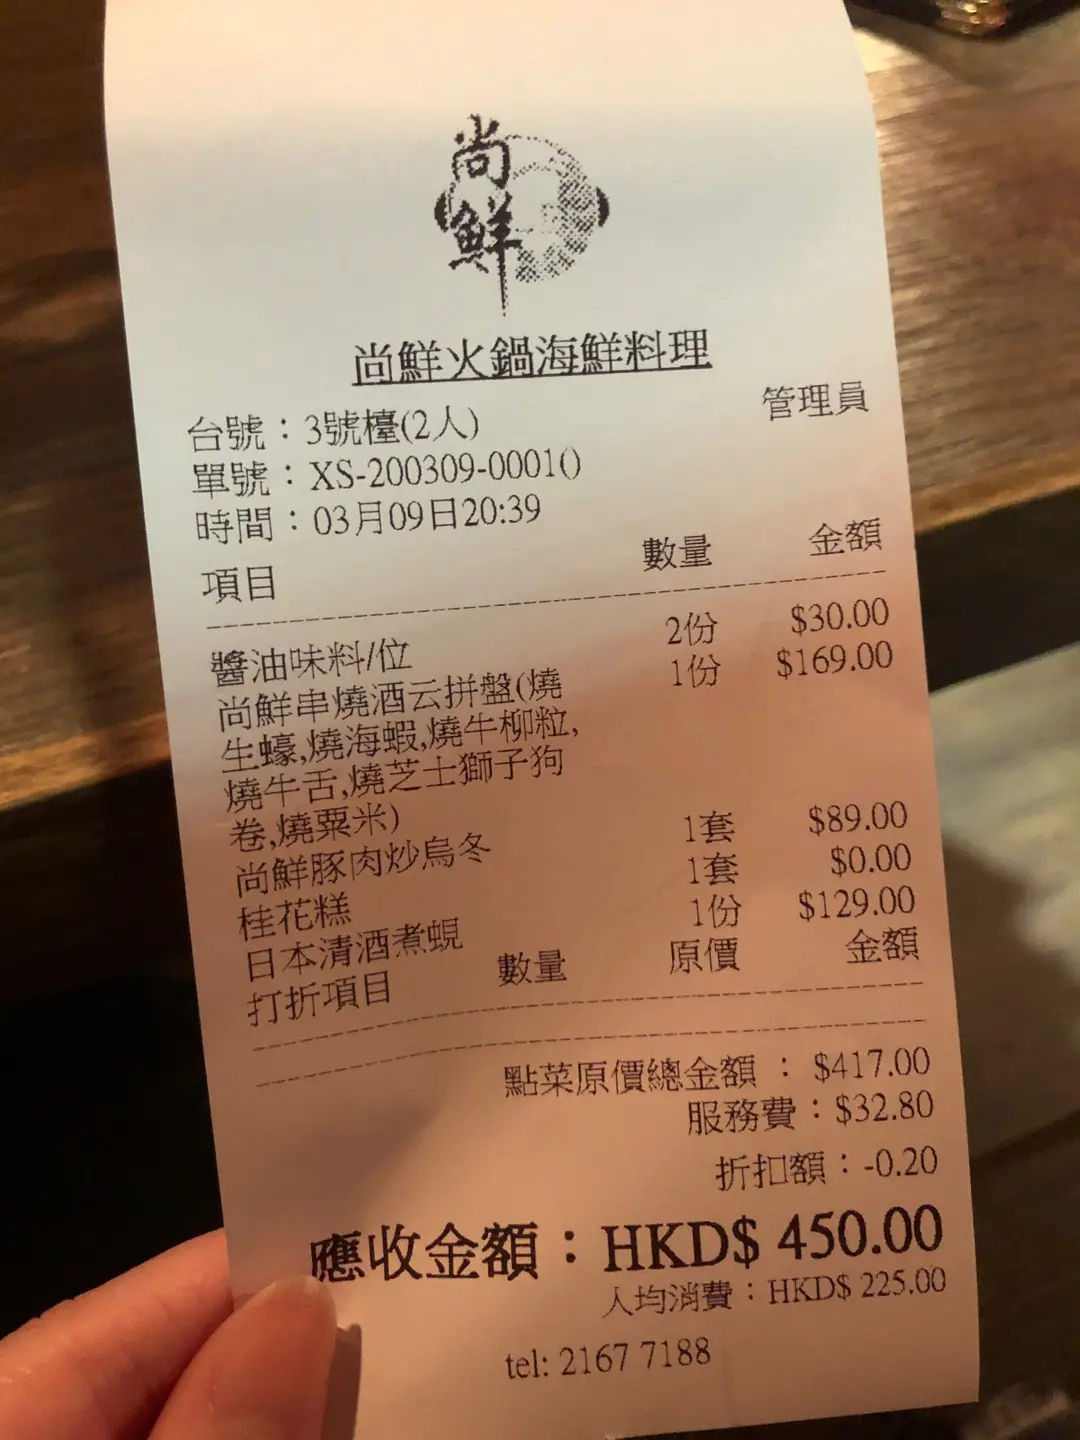 尚鮮
尚鮮火鍋海鮮料理
管理員
台號：3號檯(2人)
單號：XS-200309-0001()
時間：03月09日20:39
項目 數量 金額
醬油味料/位 2份 $30.00
尚鮮串燒酒云拼盤(燒 1份 $169.00
生蠔,燒海蝦,燒牛柳粒,
燒牛舌,燒芝士獅子狗
卷,燒粟米)
尚鮮豚肉炒烏冬 1套 $89.00
桂花糕 1套 $0.00
日本清酒煮蜆 1份 $129.00
打折項目 數量 原價 金額
點菜原價總金額： $417.00
服務費：$32.80
折扣額：-0.20
應收金額：HKD$ 450.00
人均消費：HKD$ 225.00
tel: 2167 7188